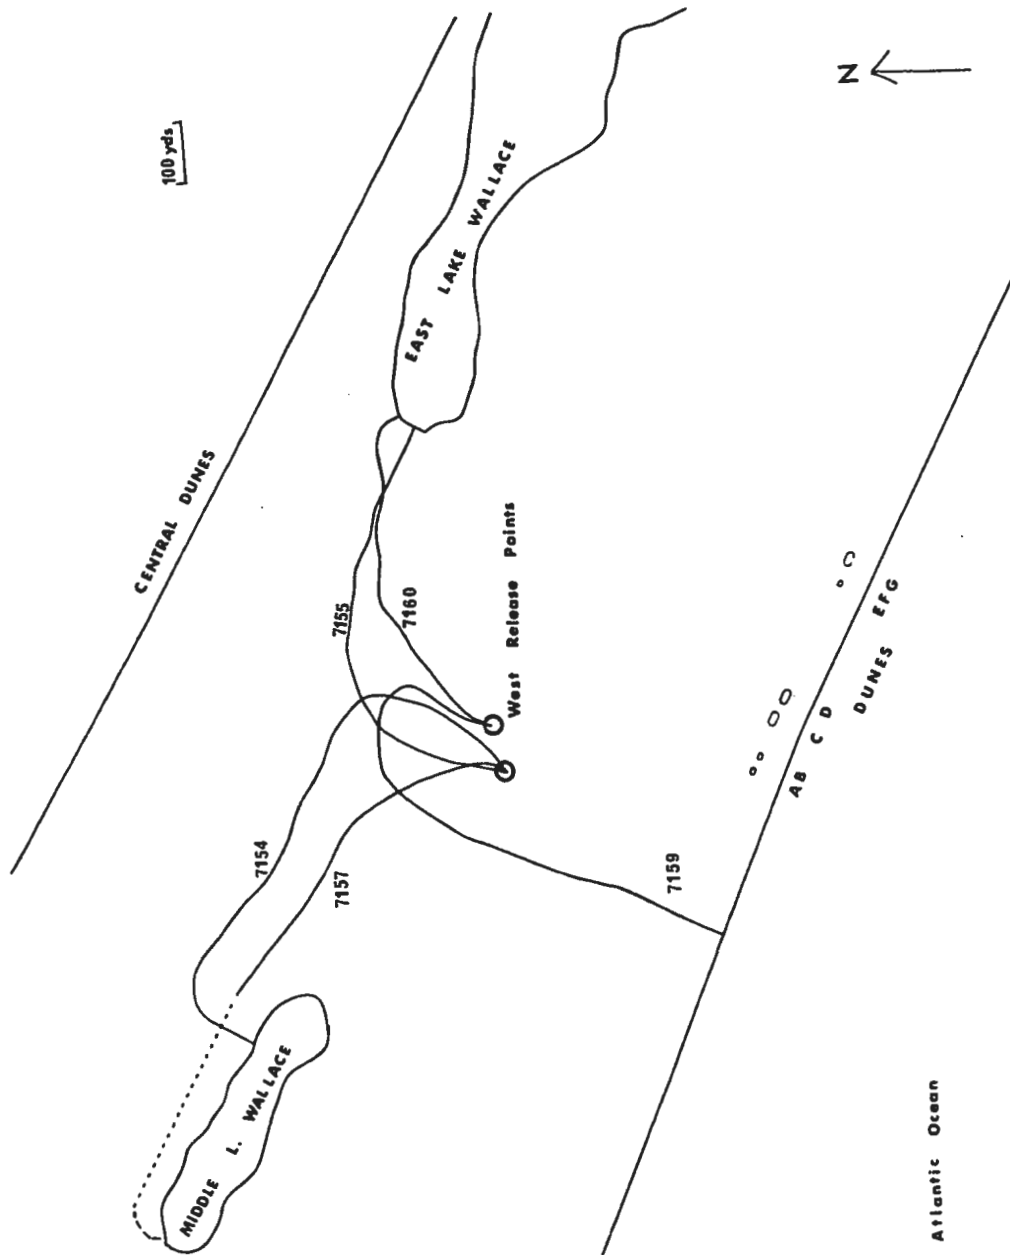 N
100 yds
CENTRAL DUNES
EAST LAKE WALLACE
7155
7160
West Release Points
7154
7157
7159
MIDDLE L. WALLACE
AB C D
DUNES EFG
Atlantic Ocean